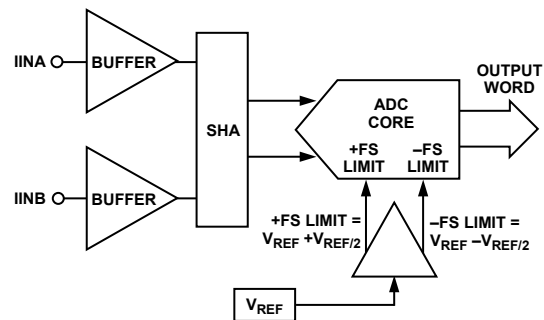 IINA
BUFFER
SHA
IINB
BUFFER
ADC
CORE
+FS
LIMIT
–FS
LIMIT
OUTPUT
WORD
+FS LIMIT =
VREF +VREF/2
–FS LIMIT =
VREF –VREF/2
VREF